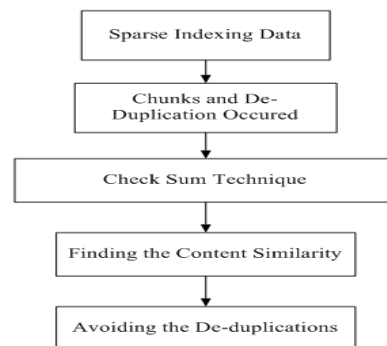 Sparse Indexing Data
Chunks and De-
Duplication Occured
Check Sum Technique
Finding the Content Similarity
Avoiding the De-duplications